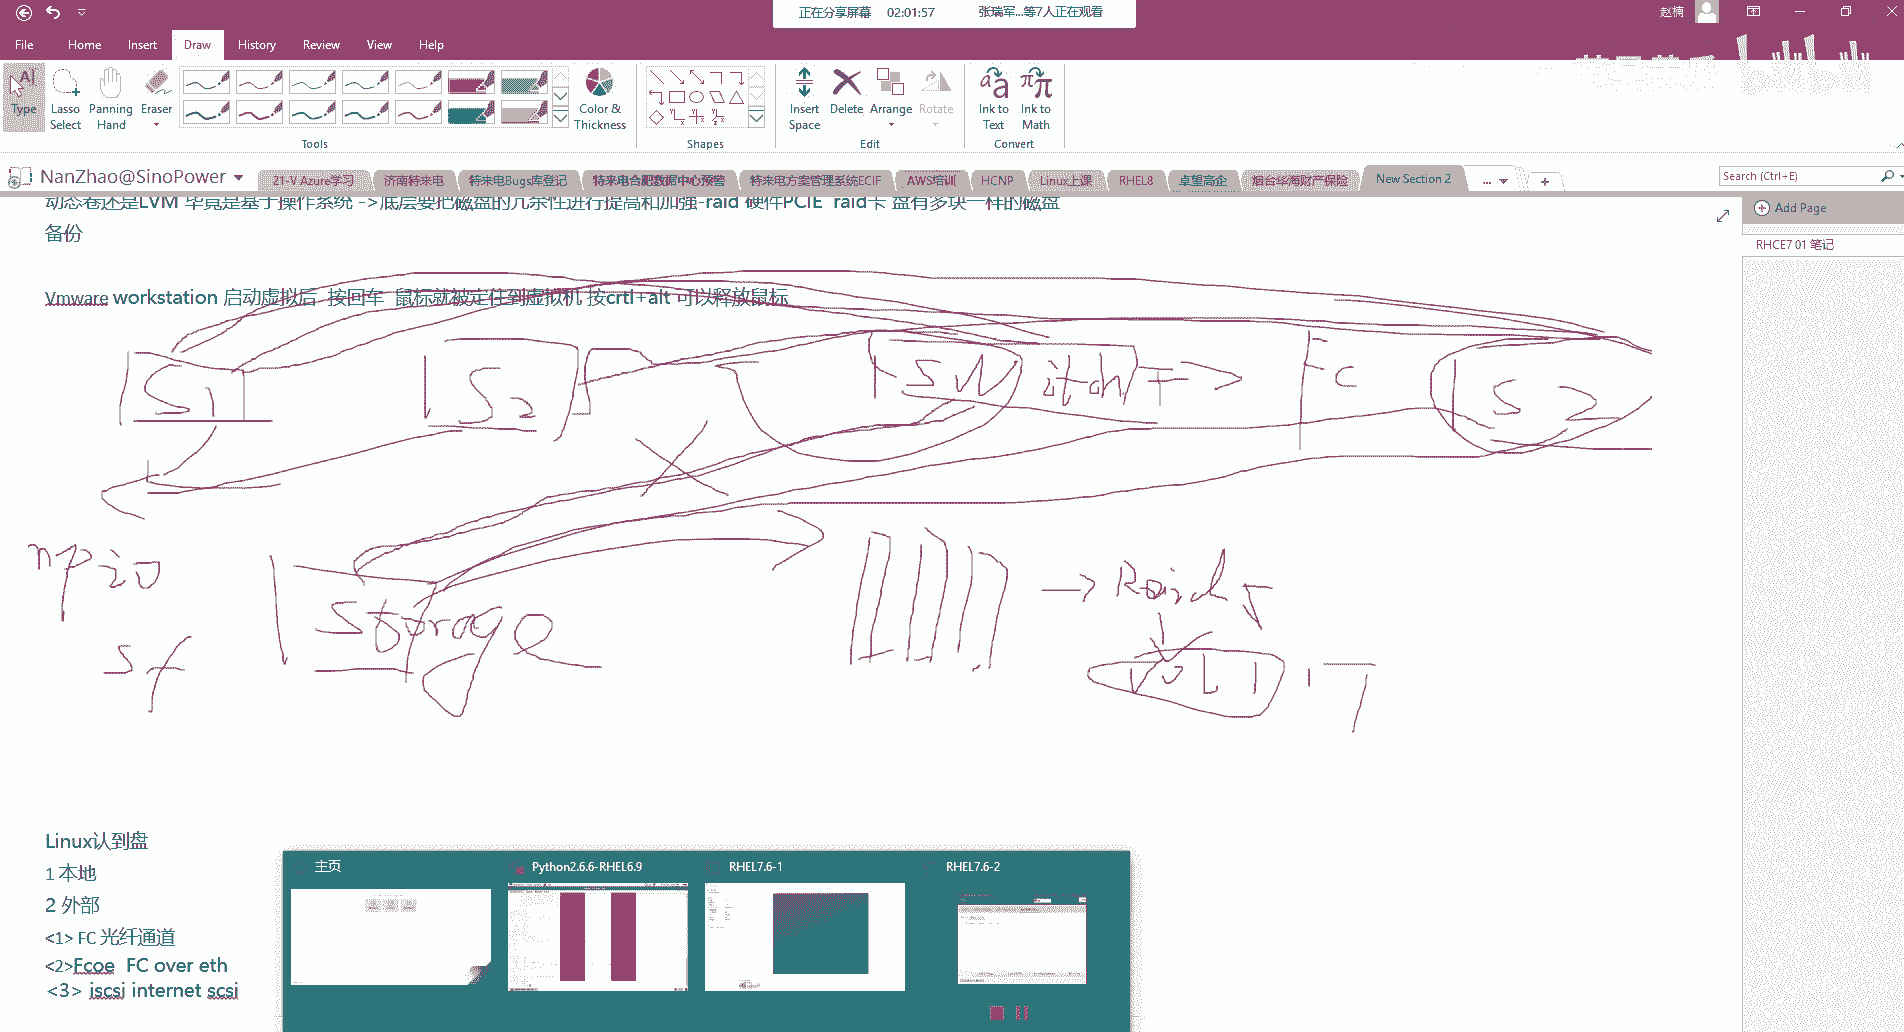 正在分享屏幕 02:01:57 张瑞军...等7人正在观看
赵楠
File Home Insert Draw History Review View Help
Type
Lasso Select
Panning Hand
Eraser
Color & Thickness
Insert Space
Delete
Arrange
Rotate
Ink to Text
Ink to Math
Tools Shapes Edit Convert
NanZhao@SinoPower
21-V Azure学习 济南特来电 特来电Bugs库登记 特来电合肥数据中心预警 特来电方案管理系统ECIF AWS培训 HCNP Linux上课 RHEL8 卓望高企 烟台华海财产保险 New Section 2 ...
Search (Ctrl+E)
Add Page
RHCE7 01 笔记
动态卷还是LVM 毕竟是基于操作系统 ->底层要把磁盘的冗余性进行提高和加强-raid 硬件PCIE raid卡 盘有多块一样的磁盘
备份
Vmware workstation 启动虚拟后 按回车 鼠标就被定住到虚拟机 按crtl+alt 可以释放鼠标
S1 S2 SWitch FC
Storage
Raid5
Linux认到盘
1 本地
2 外部
<1> FC 光纤通道
<2>Fcoe FC over eth
<3> iscsi internet scsi
主页 Python2.6.6-RHEL6.9 RHEL7.6-1 RHEL7.6-2